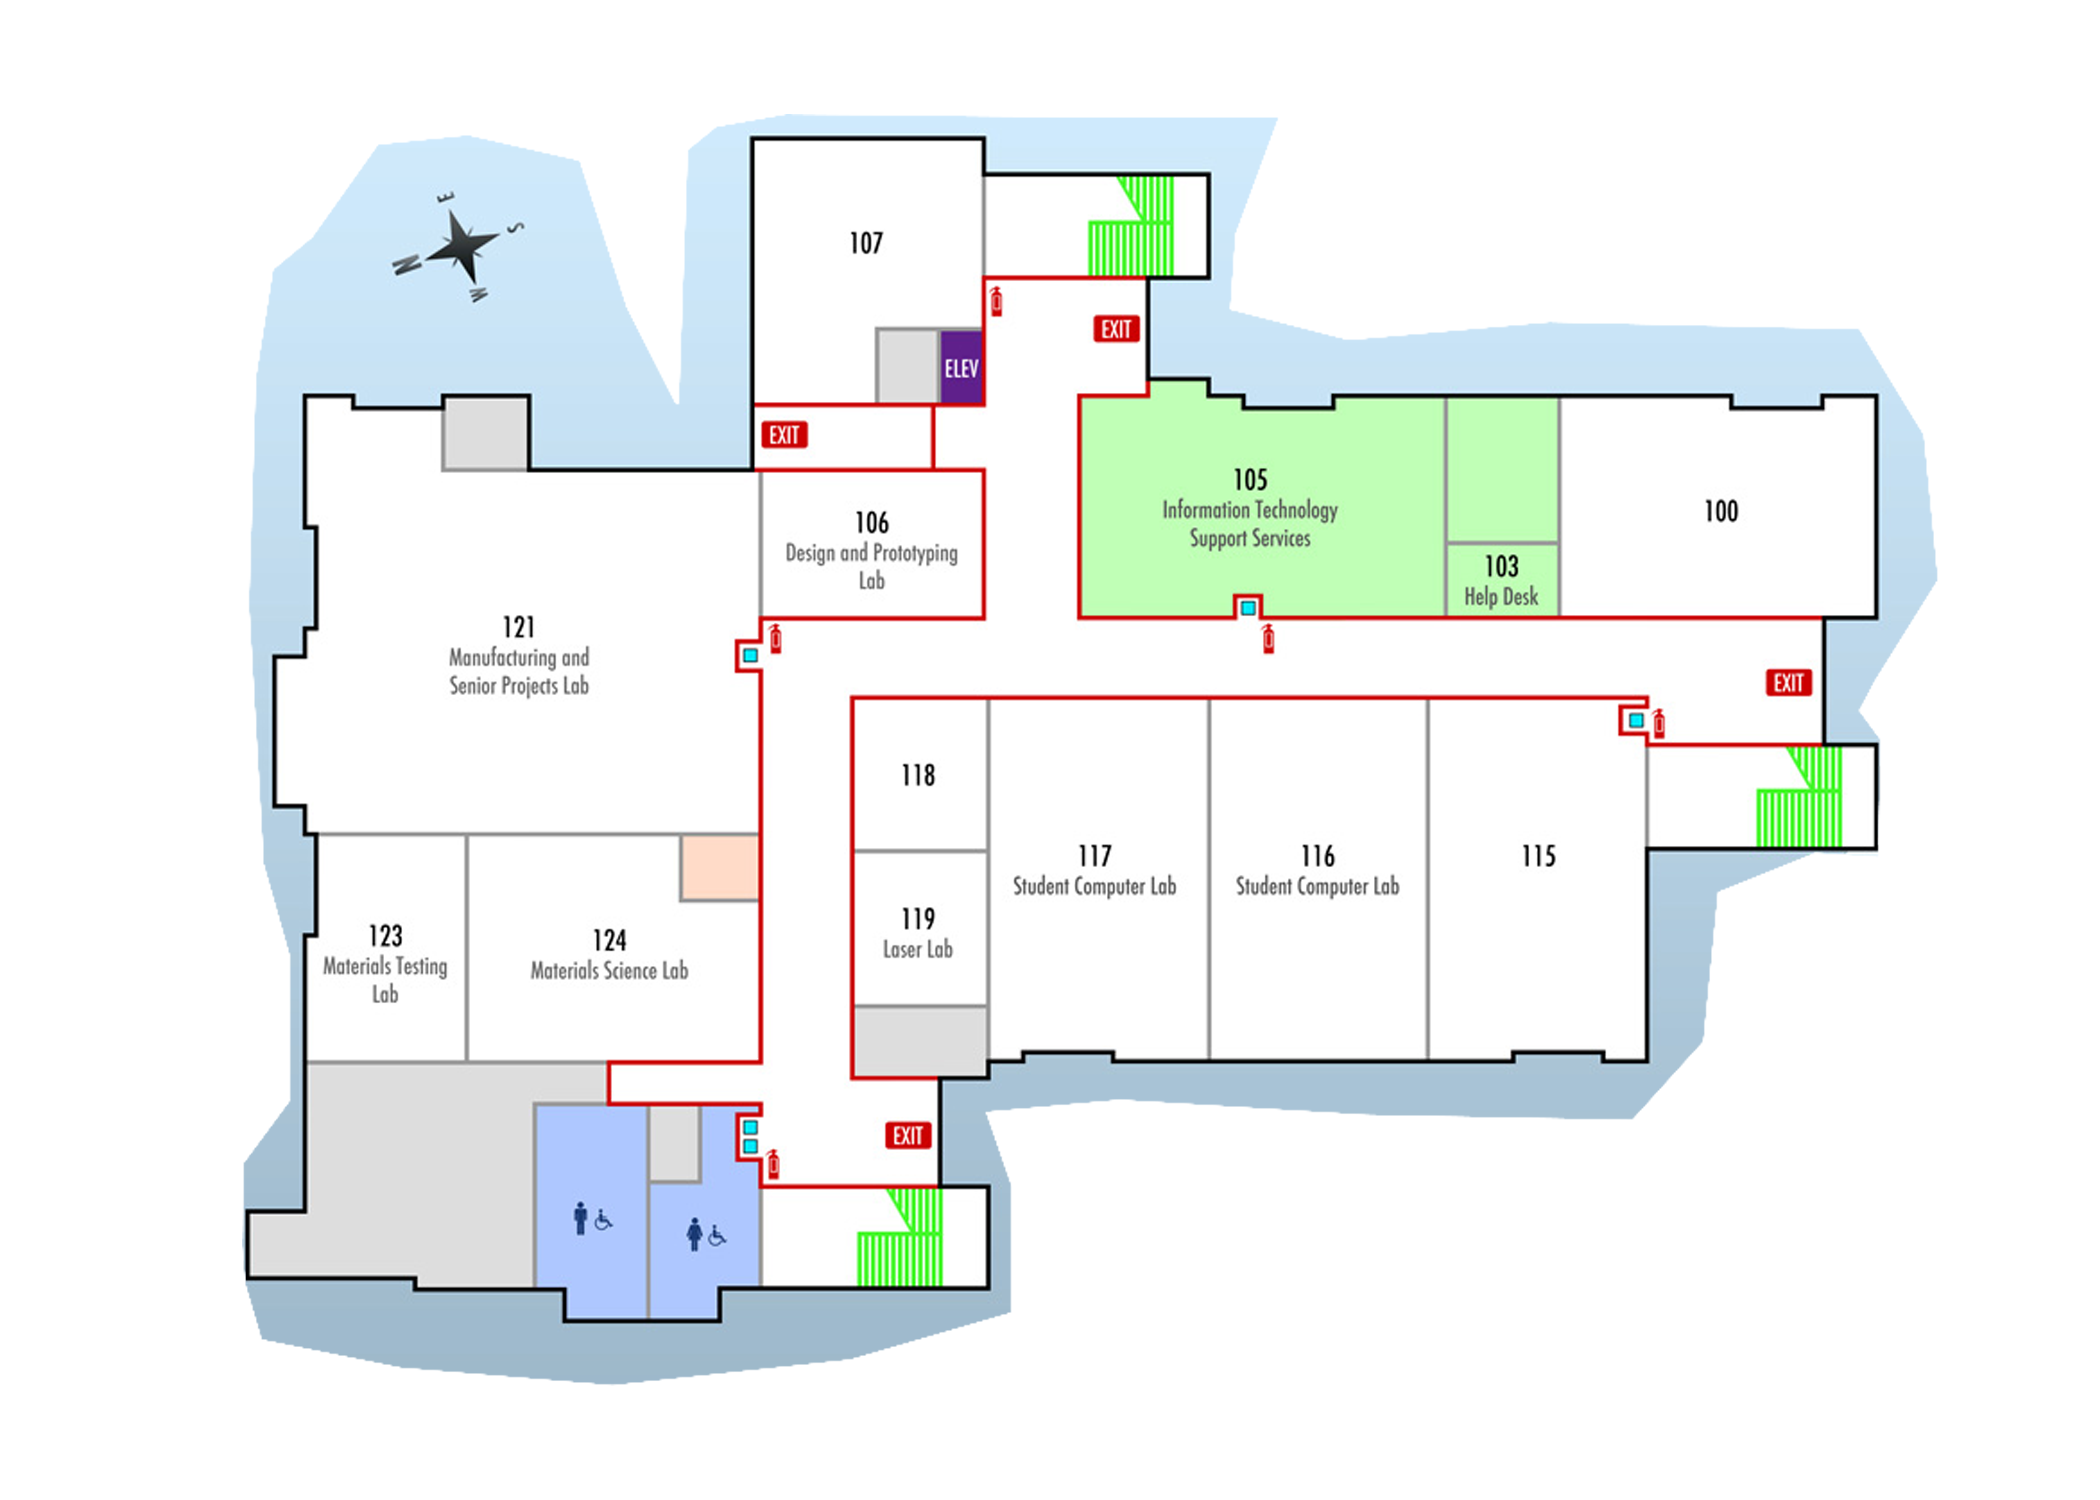 E
S
N
W
107
EXIT
ELEV
EXIT
105
Information Technology
Support Services
100
106
Design and Prototyping
Lab
103
Help Desk
121
Manufacturing and
Senior Projects Lab
EXIT
118
117
Student Computer Lab
116
Student Computer Lab
115
119
Laser Lab
123
Materials Testing
Lab
124
Materials Science Lab
EXIT